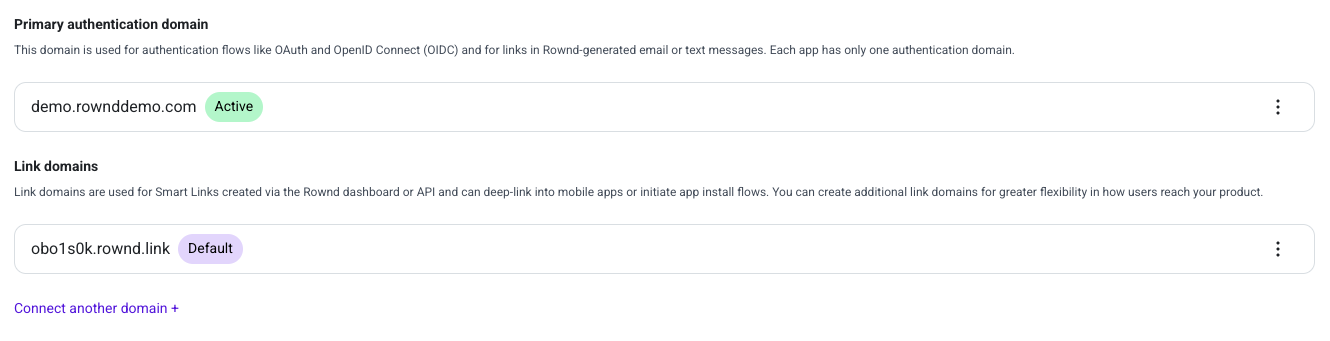 Primary authentication domain
This domain is used for authentication flows like OAuth and OpenID Connect (OIDC) and for links in Rownd-generated email or text messages. Each app has only one authentication domain.
demo.rownddemo.com Active
Link domains
Link domains are used for Smart Links created via the Rownd dashboard or API and can deep-link into mobile apps or initiate app install flows. You can create additional link domains for greater flexibility in how users reach your product.
obo1s0k.rownd.link Default
Connect another domain +